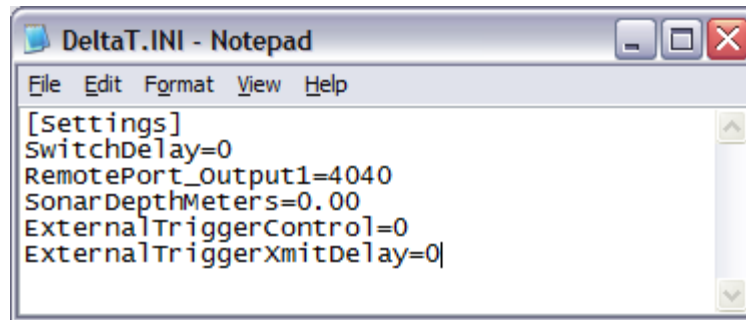 DeltaT.INI - Notepad
File Edit Format View Help
[Settings]
SwitchDelay=0
RemotePort_Output1=4040
SonarDepthMeters=0.00
ExternalTriggerControl=0
ExternalTriggerXmitDelay=0